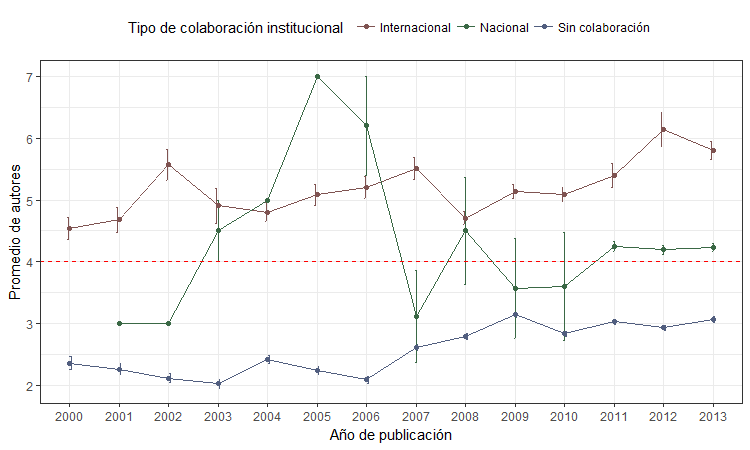 Tipo de colaboración institucional Internacional Nacional Sin colaboración
7
6
5
4
3
2
Promedio de autores
2000 2001 2002 2003 2004 2005 2006 2007 2008 2009 2010 2011 2012 2013
Año de publicación